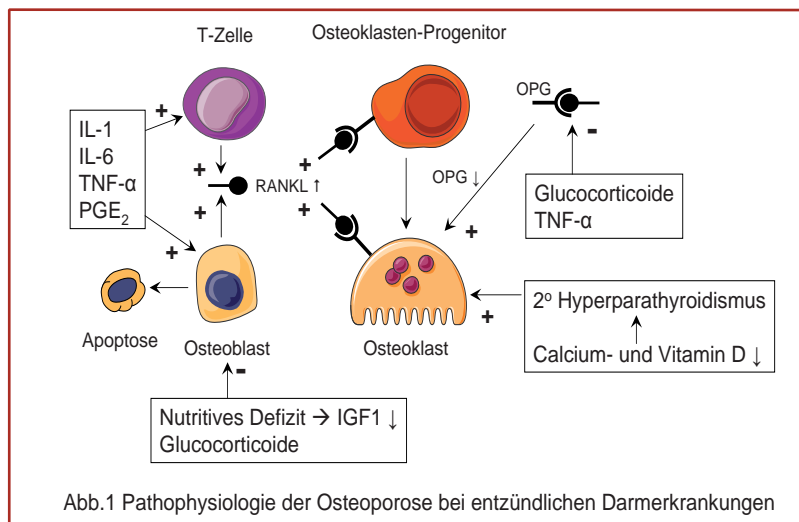 T-Zelle
Osteoklasten-Progenitor
OPG
+
-
IL-1
IL-6
TNF-α
PGE₂
+
+
RANKL ↑
+
+
+
OPG ↓
+
Glucocorticoide
TNF-α
+
Apoptose
Osteoblast
Osteoklast
+
2º Hyperparathyroidismus
Calcium- und Vitamin D ↓
-
Nutritives Defizit → IGF1 ↓
Glucocorticoide
Abb.1 Pathophysiologie der Osteoporose bei entzündlichen Darmerkrankungen